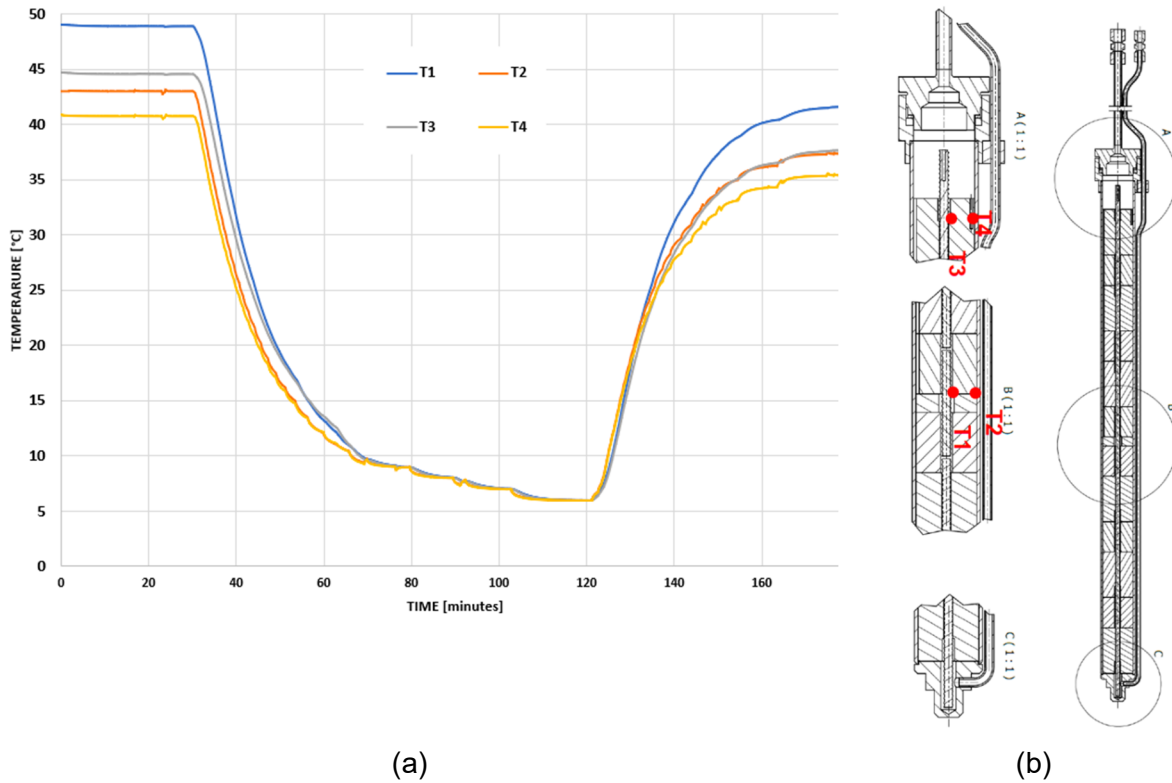 50
45
40
35
30
25
20
15
10
5
0
TEMPERARURE [°C]
T1
T2
T3
T4
0
20
40
60
80
100
120
140
160
TIME [minutes]
(a)
A(1:1)
T4
T3
B(1:1)
T2
T1
C(1:1)
A
B
C
(b)